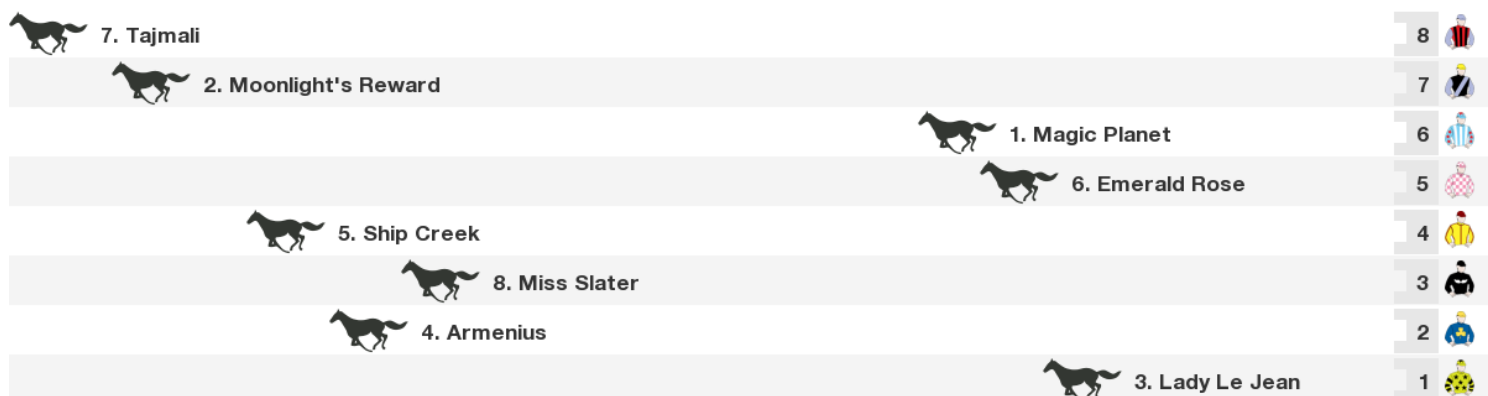 7. Tajmali 8
2. Moonlight's Reward 7
1. Magic Planet 6
6. Emerald Rose 5
5. Ship Creek 4
8. Miss Slater 3
4. Armenius 2
3. Lady Le Jean 1